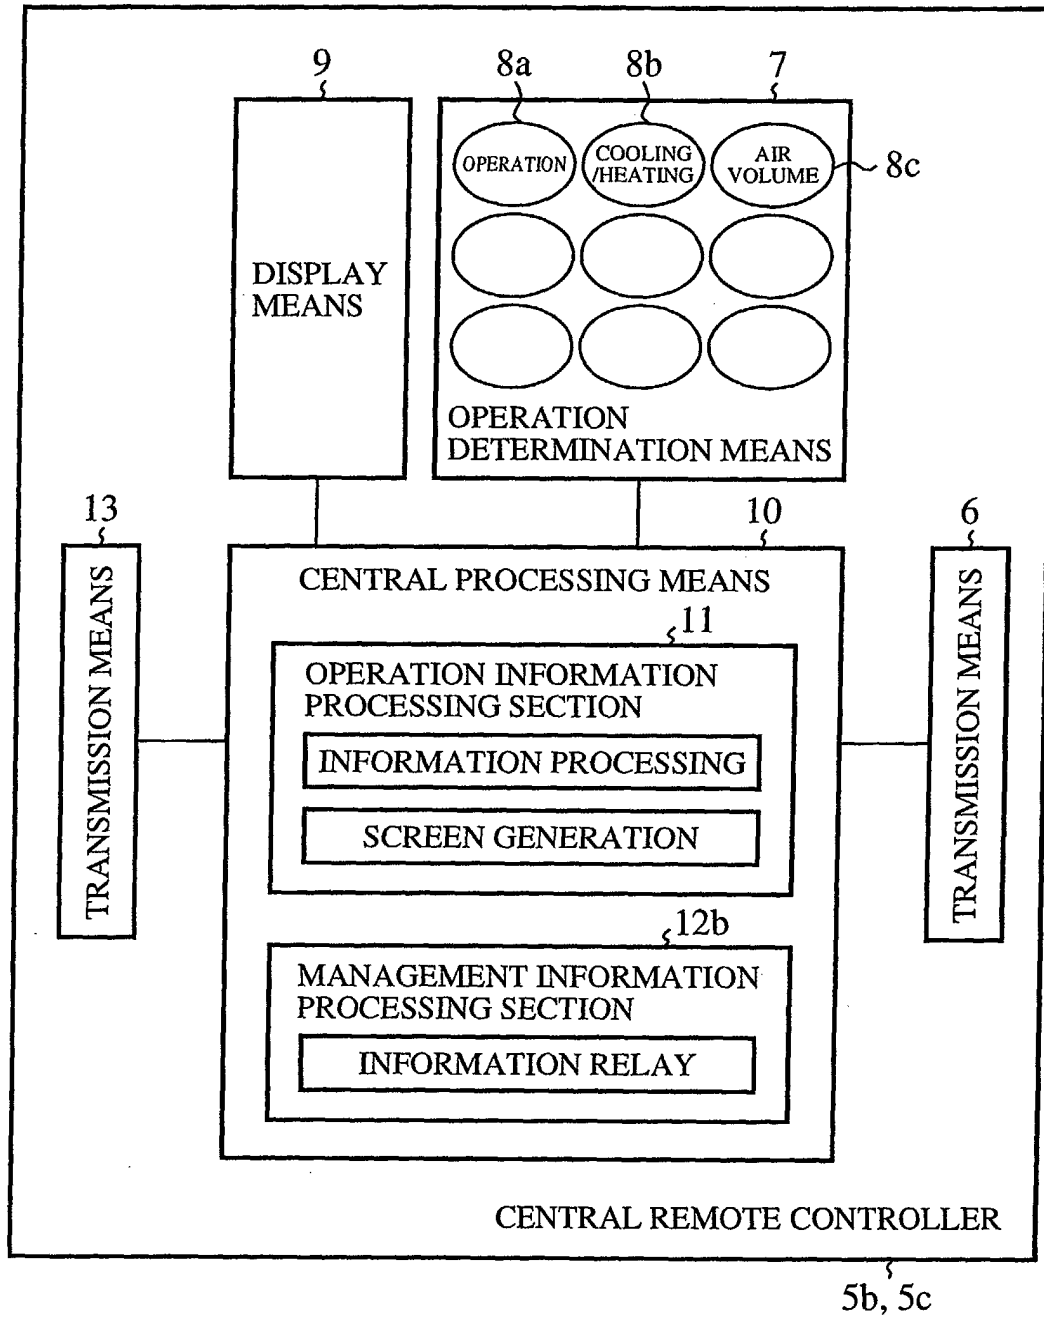 9
8a
8b
7
OPERATION
COOLING
/HEATING
AIR
VOLUME
8c
DISPLAY
MEANS
OPERATION
DETERMINATION MEANS
13
10
6
TRANSMISSION MEANS
CENTRAL PROCESSING MEANS
11
OPERATION INFORMATION
PROCESSING SECTION
INFORMATION PROCESSING
SCREEN GENERATION
12b
MANAGEMENT INFORMATION
PROCESSING SECTION
INFORMATION RELAY
TRANSMISSION MEANS
CENTRAL REMOTE CONTROLLER
5b, 5c